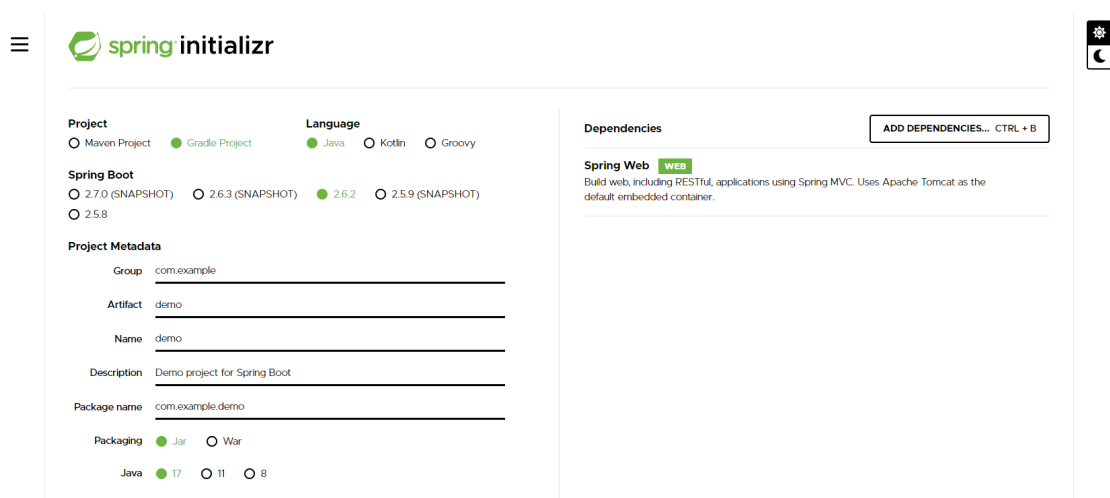 spring initializr
Project
Maven Project Gradle Project
Language
Java Kotlin Groovy
Spring Boot
2.7.0 (SNAPSHOT) 2.6.3 (SNAPSHOT) 2.6.2 2.5.9 (SNAPSHOT)
2.5.8
Project Metadata
Group com.example
Artifact demo
Name demo
Description Demo project for Spring Boot
Package name com.example.demo
Packaging Jar War
Java 17 11 8
Dependencies ADD DEPENDENCIES... CTRL + B
Spring Web WEB
Build web, including RESTful, applications using Spring MVC. Uses Apache Tomcat as the
default embedded container.